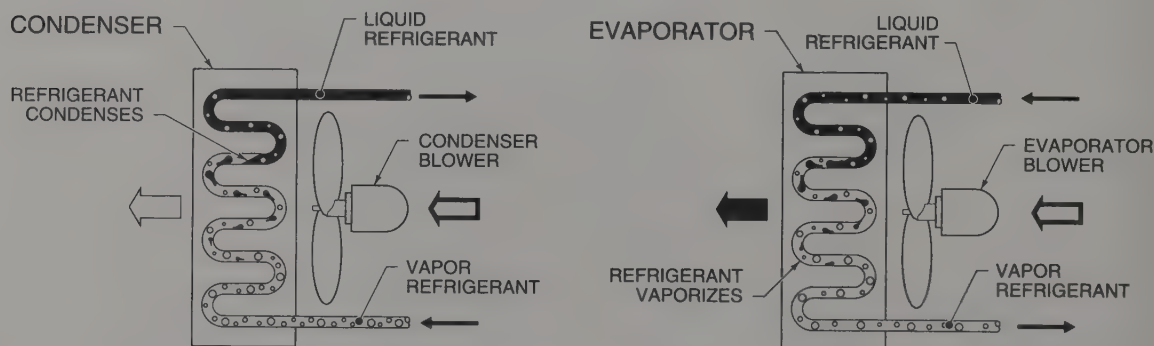 CONDENSER
LIQUID
REFRIGERANT
REFRIGERANT
CONDENSES
CONDENSER
BLOWER
VAPOR
REFRIGERANT
EVAPORATOR
LIQUID
REFRIGERANT
EVAPORATOR
BLOWER
REFRIGERANT
VAPORIZES
VAPOR
REFRIGERANT